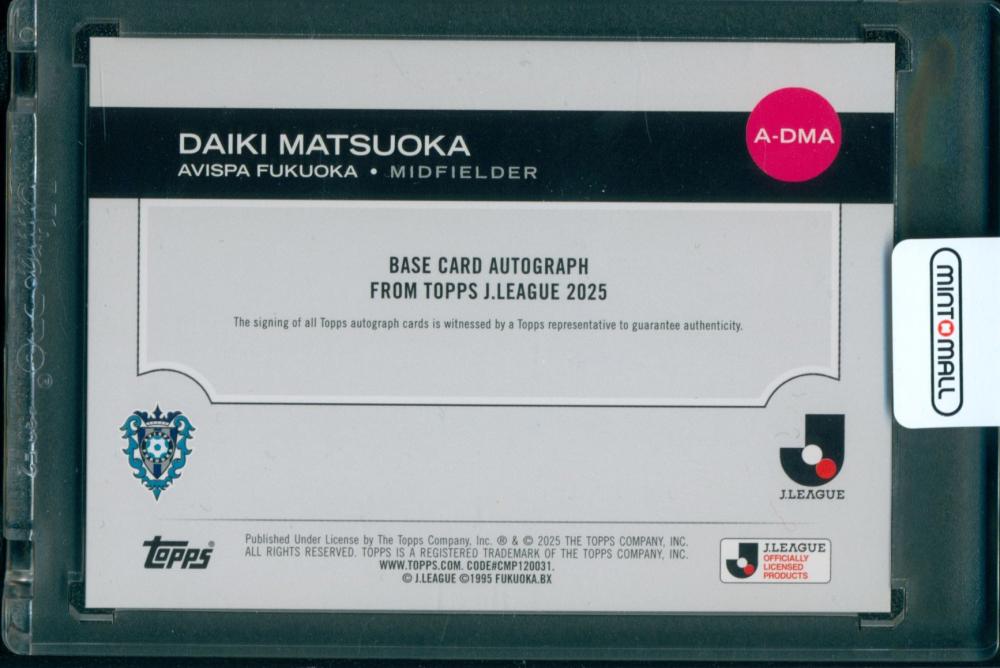 DAIKI MATSUOKA
AVISPA FUKUOKA • MIDFIELDER
A-DMA
BASE CARD AUTOGRAPH
FROM TOPPS J.LEAGUE 2025
The signing of all Topps autograph cards is witnessed by a Topps representative to guarantee authenticity.
MINT MALL
J.LEAGUE
topps®
Published Under License by The Topps Company, Inc. ® & © 2025 THE TOPPS COMPANY, INC.
ALL RIGHTS RESERVED. TOPPS IS A REGISTERED TRADEMARK OF THE TOPPS COMPANY, INC.
WWW.TOPPS.COM. CODE#CMP120031.
© J.LEAGUE ©1995 FUKUOKA.BX
J.LEAGUE
OFFICIALLY
LICENSED
PRODUCTS